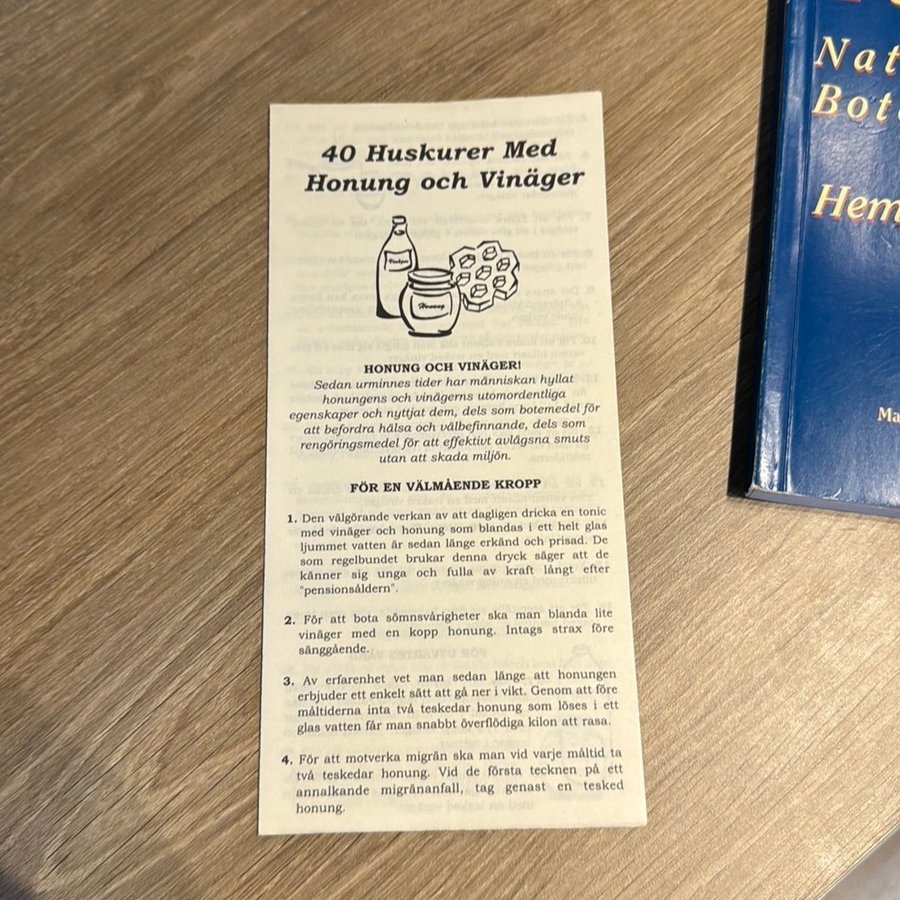 40 Huskurer Med
Honung och Vinäger
Vinäger
Honung
HONUNG OCH VINÄGER!
Sedan urminnes tider har människan hyllat
honungens och vinägerns utomordentliga
egenskaper och nyttjat dem, dels som botemedel för
att befordra hälsa och välbefinnande, dels som
rengöringsmedel för att effektivt avlägsna smuts
utan att skada miljön.
FÖR EN VÄLMÅENDE KROPP
1. Den välgörande verkan av att dagligen dricka en tonic
med vinäger och honung som blandas i ett helt glas
ljummet vatten är sedan länge erkänd och prisad. De
som regelbundet brukar denna dryck säger att de
känner sig unga och fulla av kraft långt efter
"pensionsåldern".
2. För att bota sömnsvårigheter ska man blanda lite
vinäger med en kopp honung. Intags strax före
sänggående.
3. Av erfarenhet vet man sedan länge att honungen
erbjuder ett enkelt sätt att gå ner i vikt. Genom att före
måltiderna inta två teskedar honung som löses i ett
glas vatten får man snabbt överflödiga kilon att rasa.
4. För att motverka migrän ska man vid varje måltid ta
två teskedar honung. Vid de första tecknen på ett
annalkande migränanfall, tag genast en tesked
honung.
Nat
Bot
Hem
Ma